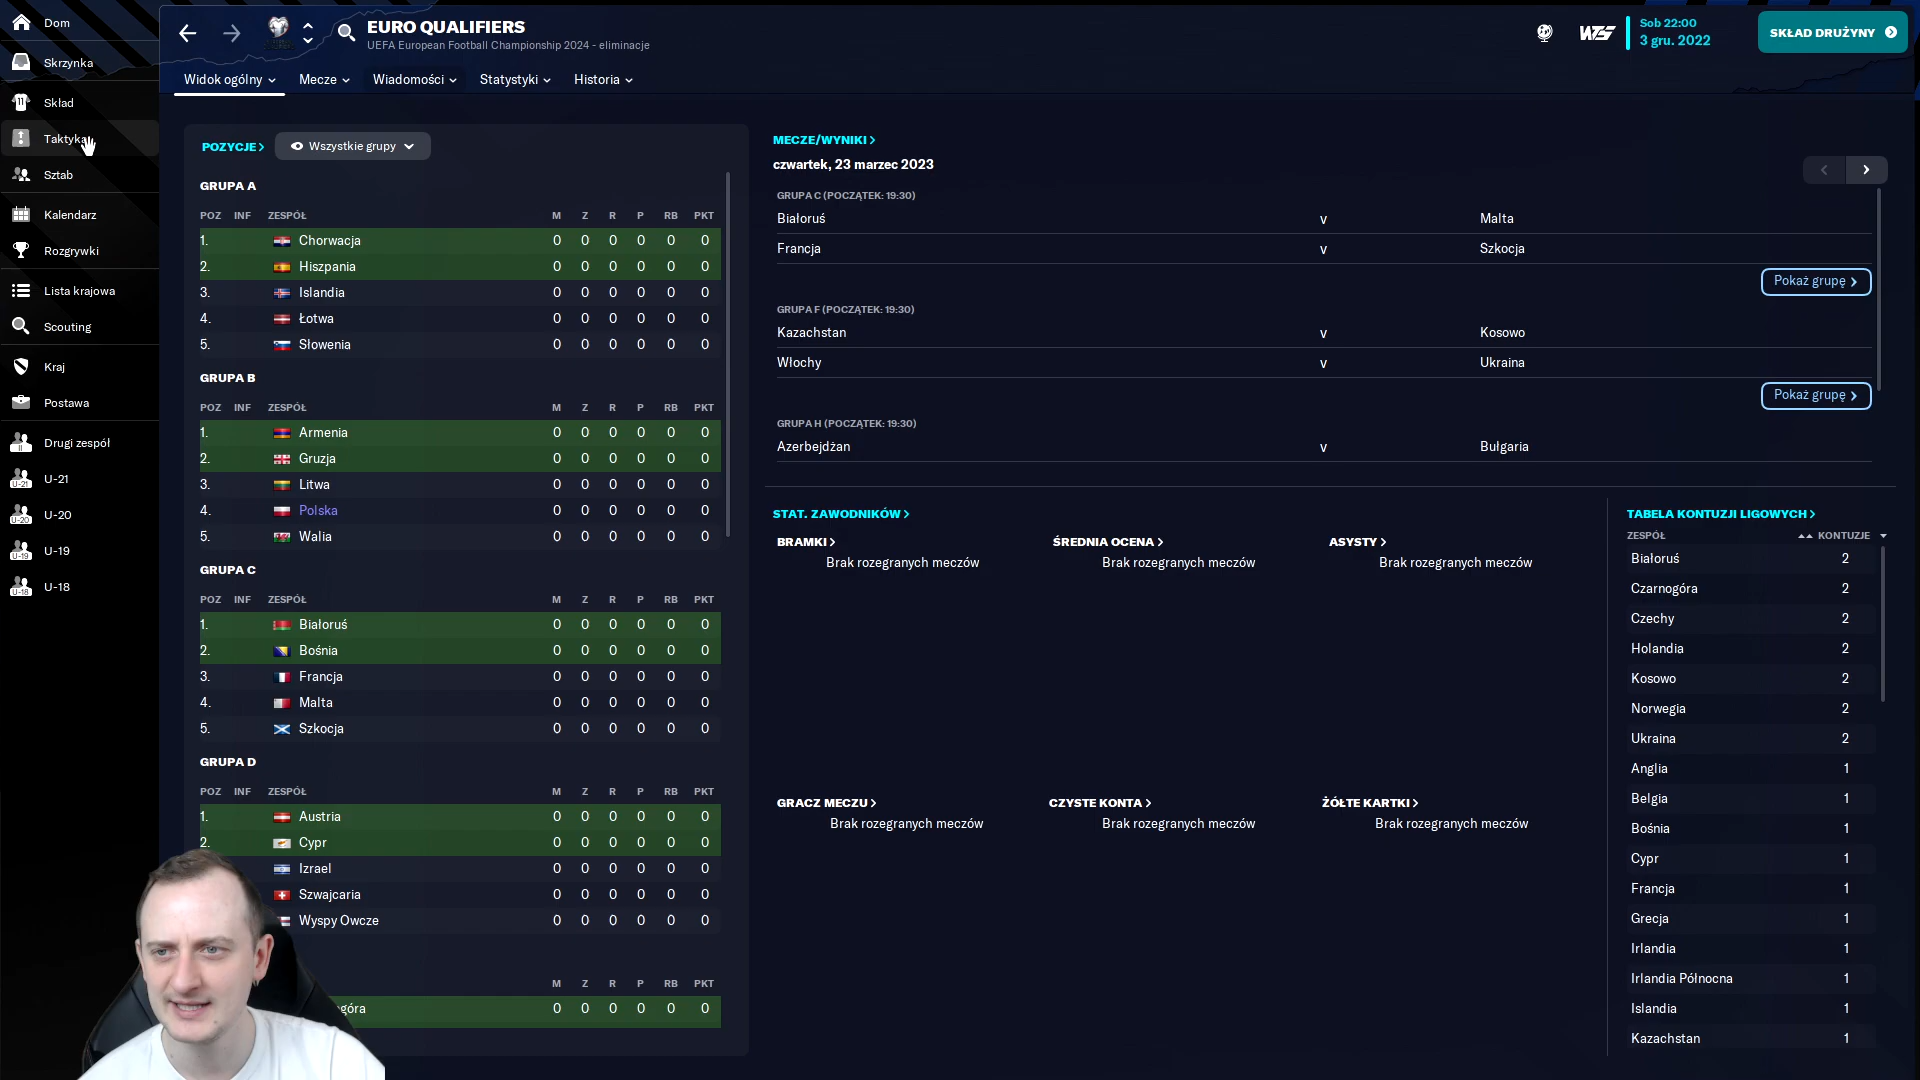 Dom
Skrzynka
Skład
Taktyka
Sztab
Kalendarz
Rozgrywki
Lista krajowa
Scouting
Kraj
Postawa
Drugi zespół
U-21
U-20
U-19
U-18
EURO QUALIFIERS
UEFA European Football Championship 2024 - eliminacje
Sob 22:00
3 gru. 2022
SKŁAD DRUŻYNY
Widok ogólny
Mecze
Wiadomości
Statystyki
Historia
POZYCJE
Wszystkie grupy
GRUPA A
POZ INF ZESPÓŁ M Z R P RB PKT
1. Chorwacja 0 0 0 0 0 0
2. Hiszpania 0 0 0 0 0 0
3. Islandia 0 0 0 0 0 0
4. Łotwa 0 0 0 0 0 0
5. Słowenia 0 0 0 0 0 0
GRUPA B
POZ INF ZESPÓŁ M Z R P RB PKT
1. Armenia 0 0 0 0 0 0
2. Gruzja 0 0 0 0 0 0
3. Litwa 0 0 0 0 0 0
4. Polska 0 0 0 0 0 0
5. Walia 0 0 0 0 0 0
GRUPA C
POZ INF ZESPÓŁ M Z R P RB PKT
1. Białoruś 0 0 0 0 0 0
2. Bośnia 0 0 0 0 0 0
3. Francja 0 0 0 0 0 0
4. Malta 0 0 0 0 0 0
5. Szkocja 0 0 0 0 0 0
GRUPA D
POZ INF ZESPÓŁ M Z R P RB PKT
1. Austria 0 0 0 0 0 0
2. Cypr 0 0 0 0 0 0
Izrael 0 0 0 0 0 0
Szwajcaria 0 0 0 0 0 0
Wyspy Owcze 0 0 0 0 0 0
M Z R P RB PKT
góra 0 0 0 0 0 0
MECZE/WYNIKI
czwartek, 23 marzec 2023
GRUPA C (POCZĄTEK: 19:30)
Białoruś v Malta
Francja v Szkocja
Pokaż grupę
GRUPA F (POCZĄTEK: 19:30)
Kazachstan v Kosowo
Włochy v Ukraina
Pokaż grupę
GRUPA H (POCZĄTEK: 19:30)
Azerbejdżan v Bułgaria
STAT. ZAWODNIKÓW
BRAMKI
Brak rozegranych meczów
ŚREDNIA OCENA
Brak rozegranych meczów
ASYSTY
Brak rozegranych meczów
GRACZ MECZU
Brak rozegranych meczów
CZYSTE KONTA
Brak rozegranych meczów
ŻÓŁTE KARTKI
Brak rozegranych meczów
TABELA KONTUZJI LIGOWYCH
ZESPÓŁ KONTUZJE
Białoruś 2
Czarnogóra 2
Czechy 2
Holandia 2
Kosowo 2
Norwegia 2
Ukraina 2
Anglia 1
Belgia 1
Bośnia 1
Cypr 1
Francja 1
Grecja 1
Irlandia 1
Irlandia Północna 1
Islandia 1
Kazachstan 1